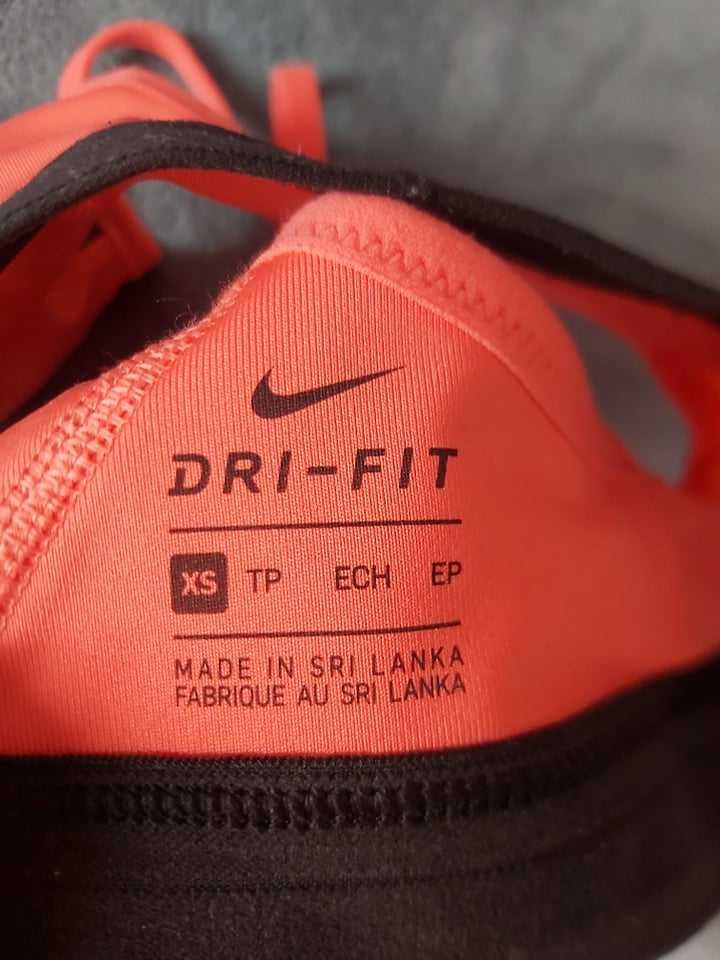 DRI-FIT
XS TP ECH EP
MADE IN SRI LANKA
FABRIQUE AU SRI LANKA